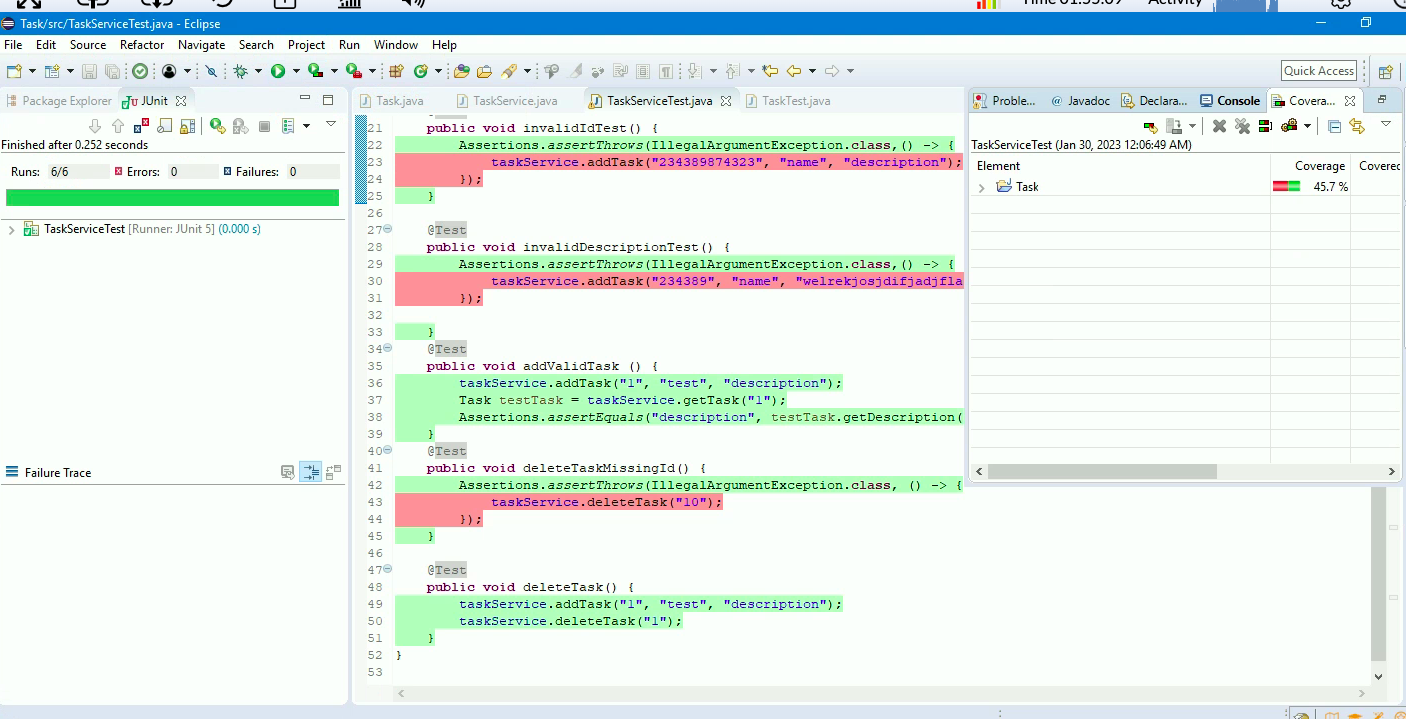 Time 01:55:09 Activity
Task/src/TaskServiceTest.java - Eclipse
File Edit Source Refactor Navigate Search Project Run Window Help
Quick Access
Package Explorer JUnit
Finished after 0.252 seconds
Runs: 6/6 Errors: 0 Failures: 0
TaskServiceTest [Runner: JUnit 5] (0.000 s)
Failure Trace
Task.java TaskService.java TaskServiceTest.java TaskTest.java
21 public void invalidIdTest() {
22 Assertions.assertThrows(IllegalArgumentException.class,() -> {
23 taskService.addTask("234389874323", "name", "description");
24 });
25 }
26
27 @Test
28 public void invalidDescriptionTest() {
29 Assertions.assertThrows(IllegalArgumentException.class,() -> {
30 taskService.addTask("234389", "name", "welrekjosjdifjadjfla
31 });
32
33 }
34 @Test
35 public void addValidTask () {
36 taskService.addTask("1", "test", "description");
37 Task testTask = taskService.getTask("1");
38 Assertions.assertEquals("description", testTask.getDescription(
39 }
40 @Test
41 public void deleteTaskMissingId() {
42 Assertions.assertThrows(IllegalArgumentException.class, () -> {
43 taskService.deleteTask("10");
44 });
45 }
46
47 @Test
48 public void deleteTask() {
49 taskService.addTask("1", "test", "description");
50 taskService.deleteTask("1");
51 }
52 }
53
Proble... @ Javadoc Declara... Console Covera...
TaskServiceTest (Jan 30, 2023 12:06:49 AM)
Element Coverage Covered
Task 45.7 %